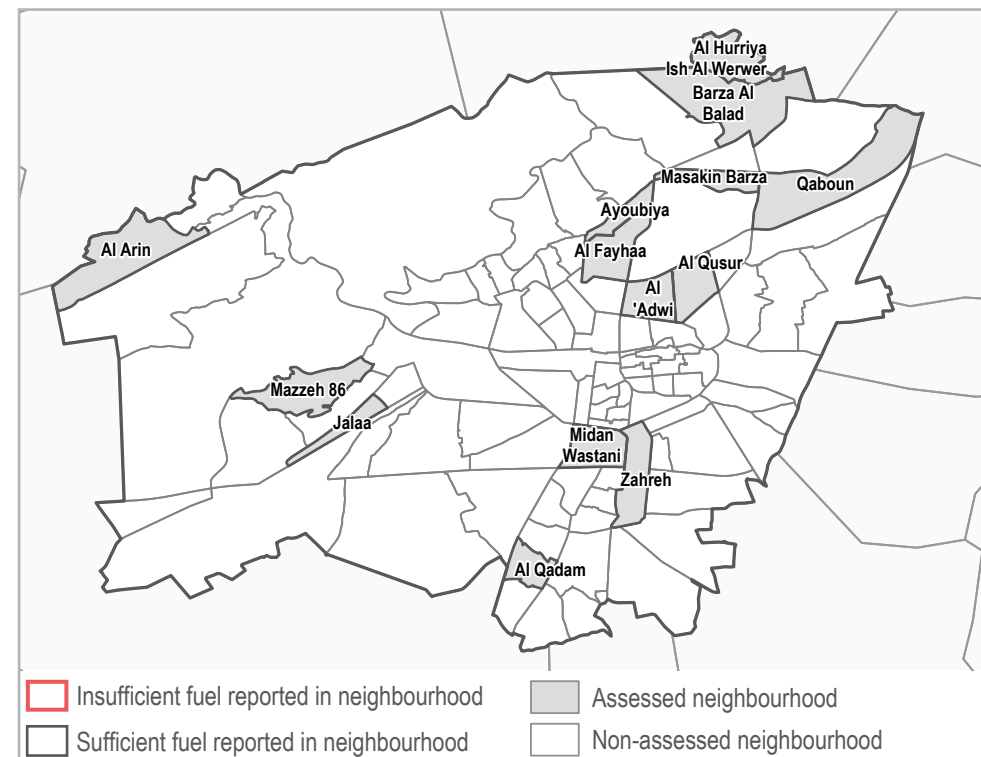 Al Hurriya
Ish Al Werwer
Barza Al
Balad
Masakin Barza
Qaboun
Ayoubiya
Al Arin
Al Fayhaa
Al Qusur
Al
'Adwi
Mazzeh 86
Jalaa
Midan
Wastani
Zahreh
Al Qadam
Insufficient fuel reported in neighbourhood
Assessed neighbourhood
Sufficient fuel reported in neighbourhood
Non-assessed neighbourhood